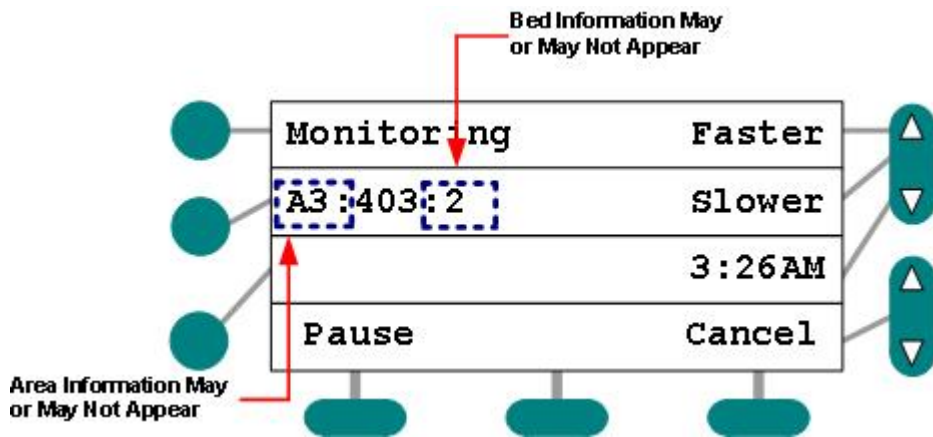 Bed Information May
or May Not Appear
Monitoring Faster
A3:403:2 Slower
3:26AM
Pause Cancel
Area Information May
or May Not Appear